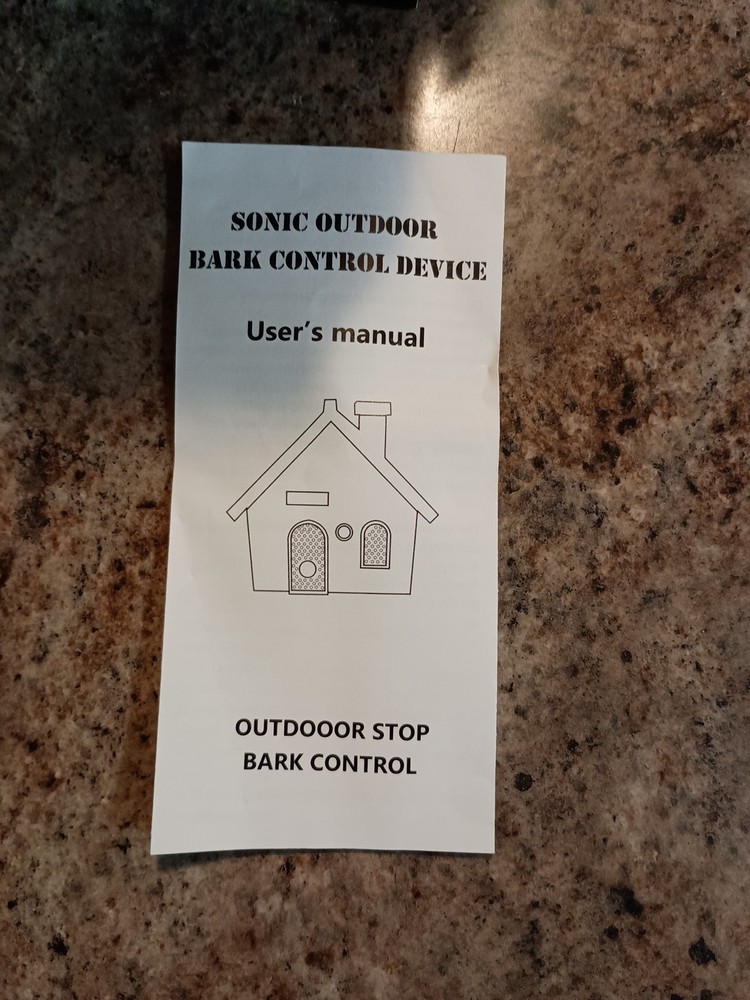 SONIC OUTDOOR
BARK CONTROL DEVICE
User's manual
OUTDOOOR STOP
BARK CONTROL